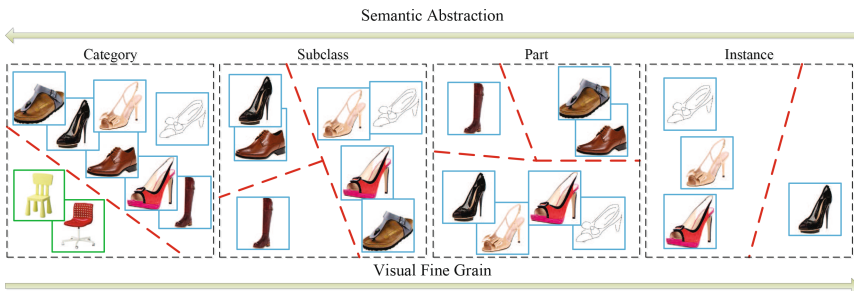 Semantic Abstraction
Category Subclass Part Instance
Visual Fine Grain